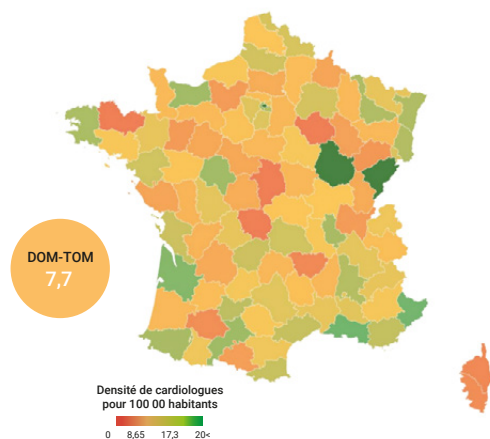 DOM-TOM
7,7
Densité de cardiologues
pour 100 00 habitants
0 8,65 17,3 20<